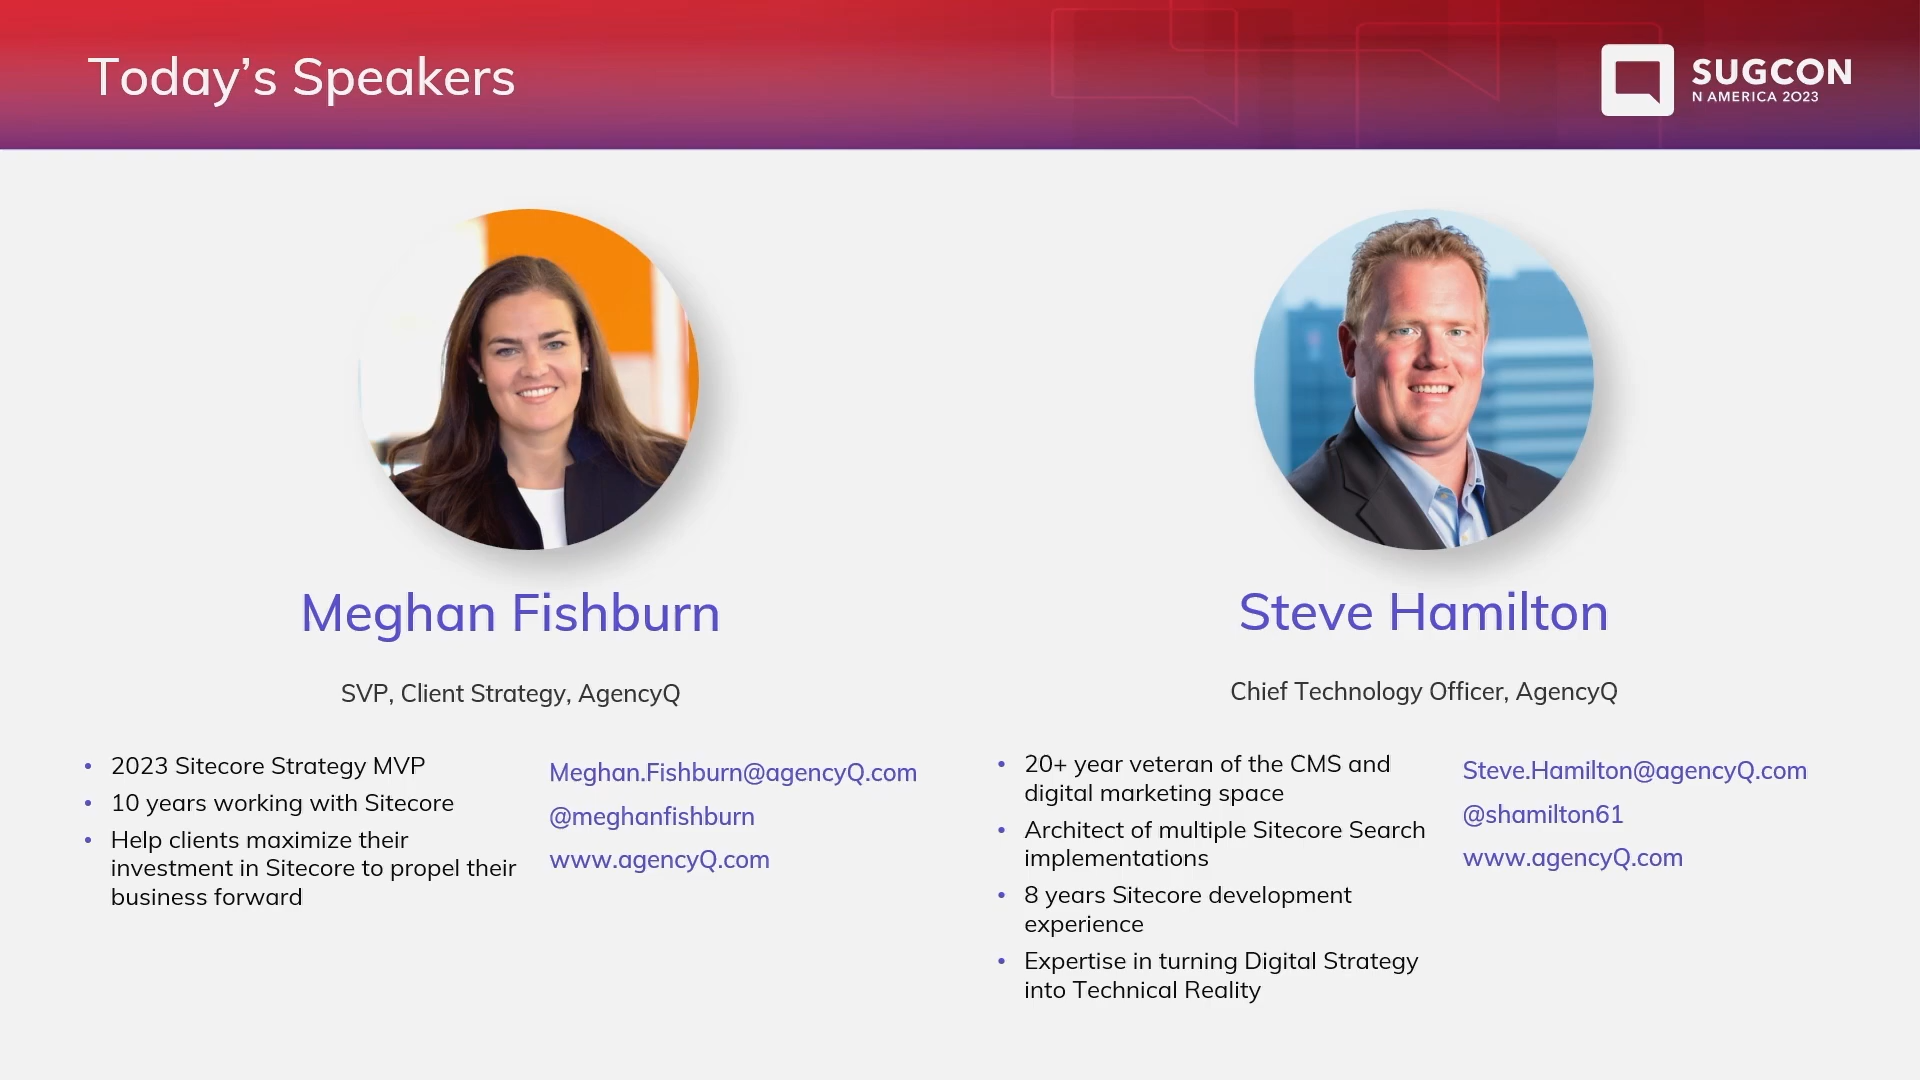 Today’s Speakers
SUGCON
N AMERICA 2023
Meghan Fishburn
SVP, Client Strategy, AgencyQ
• 2023 Sitecore Strategy MVP
• 10 years working with Sitecore
• Help clients maximize their
investment in Sitecore to propel their
business forward
Meghan.Fishburn@agencyQ.com
@meghanfishburn
www.agencyQ.com
Steve Hamilton
Chief Technology Officer, AgencyQ
• 20+ year veteran of the CMS and
digital marketing space
• Architect of multiple Sitecore Search
implementations
• 8 years Sitecore development
experience
• Expertise in turning Digital Strategy
into Technical Reality
Steve.Hamilton@agencyQ.com
@shamilton61
www.agencyQ.com